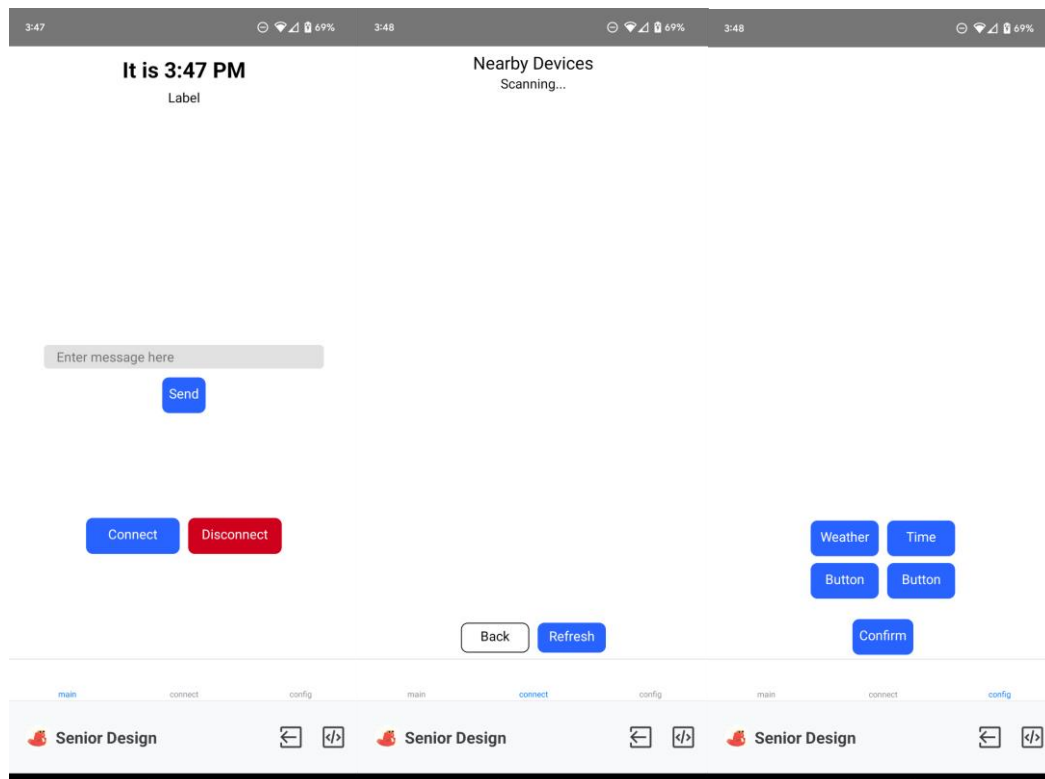 3:47
69%
It is 3:47 PM
Label
Enter message here
Send
Connect
Disconnect
main
connect
config
Senior Design
3:48
69%
Nearby Devices
Scanning...
Back
Refresh
main
connect
config
Senior Design
3:48
69%
Weather
Time
Button
Button
Confirm
main
connect
config
Senior Design